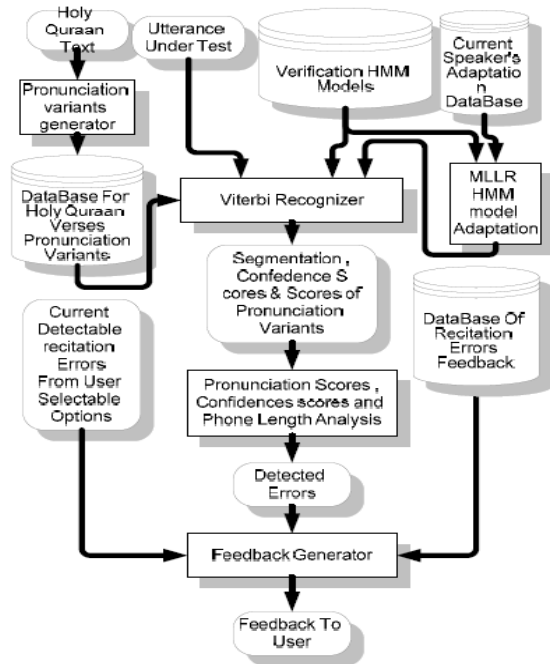 Holy Quraan
Text
Utterance
Under Test
Verification HMM
Models
Current
Speaker's
Adaptatio
n
DataBase
Pronunciation
variants
generator
DataBase For
Holy Quraan
Verses
Pronunciation
Variants
Viterbi Recognizer
MLLR
HMM
model
Adaptation
Segmentation ,
Confedence S
cores & Scores of
Pronunciation
Variants
Current
Detectable
recitation
Errors
From User
Selectable
Options
DataBase Of
Recitation
Errors
Feedback
Pronunciation Scores ,
Confidences scores and
Phone Length Analysis
Detected
Errors
Feedback Generator
Feedback To
User